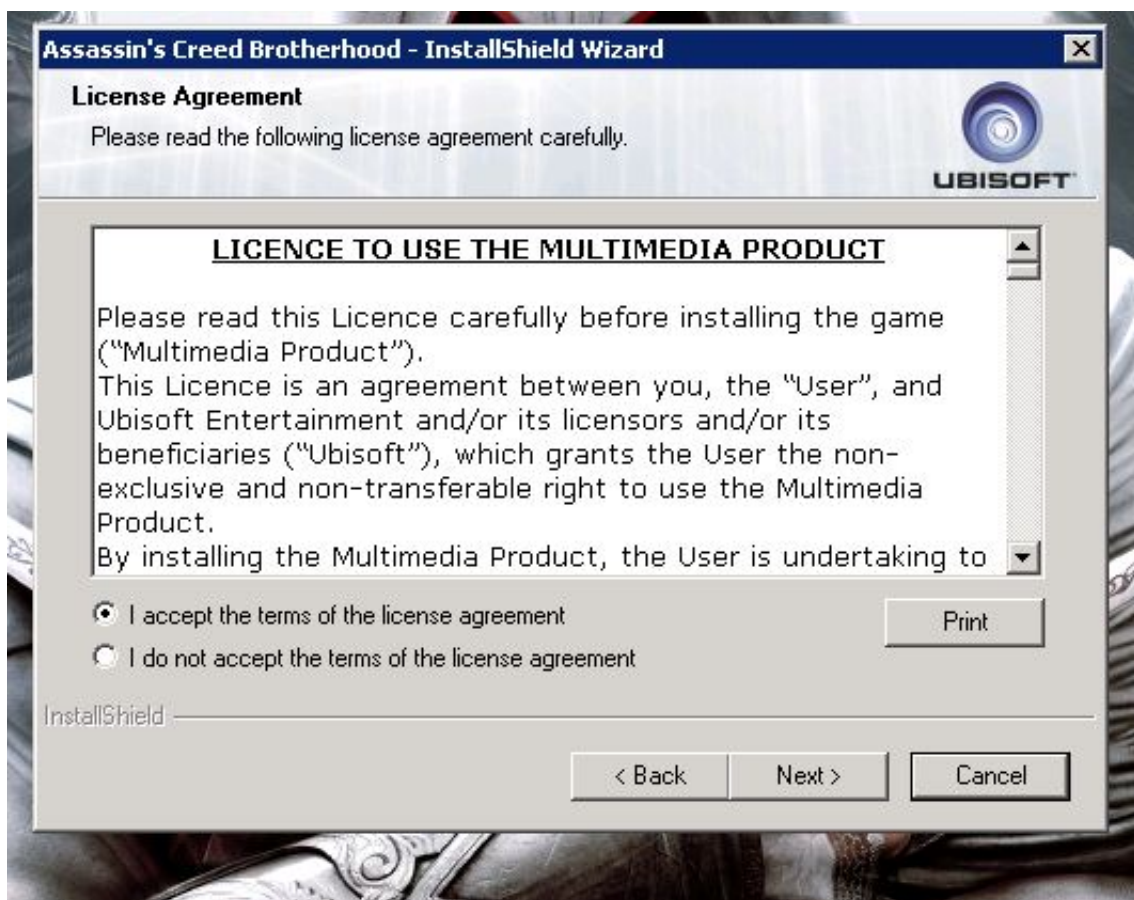 Assassin's Creed Brotherhood - InstallShield Wizard
License Agreement
Please read the following license agreement carefully.
UBISOFT
LICENCE TO USE THE MULTIMEDIA PRODUCT
Please read this Licence carefully before installing the game
("Multimedia Product").
This Licence is an agreement between you, the "User", and
Ubisoft Entertainment and/or its licensors and/or its
beneficiaries ("Ubisoft"), which grants the User the non-
exclusive and non-transferable right to use the Multimedia
Product.
By installing the Multimedia Product, the User is undertaking to
I accept the terms of the license agreement
Print
I do not accept the terms of the license agreement
InstallShield
< Back Next > Cancel